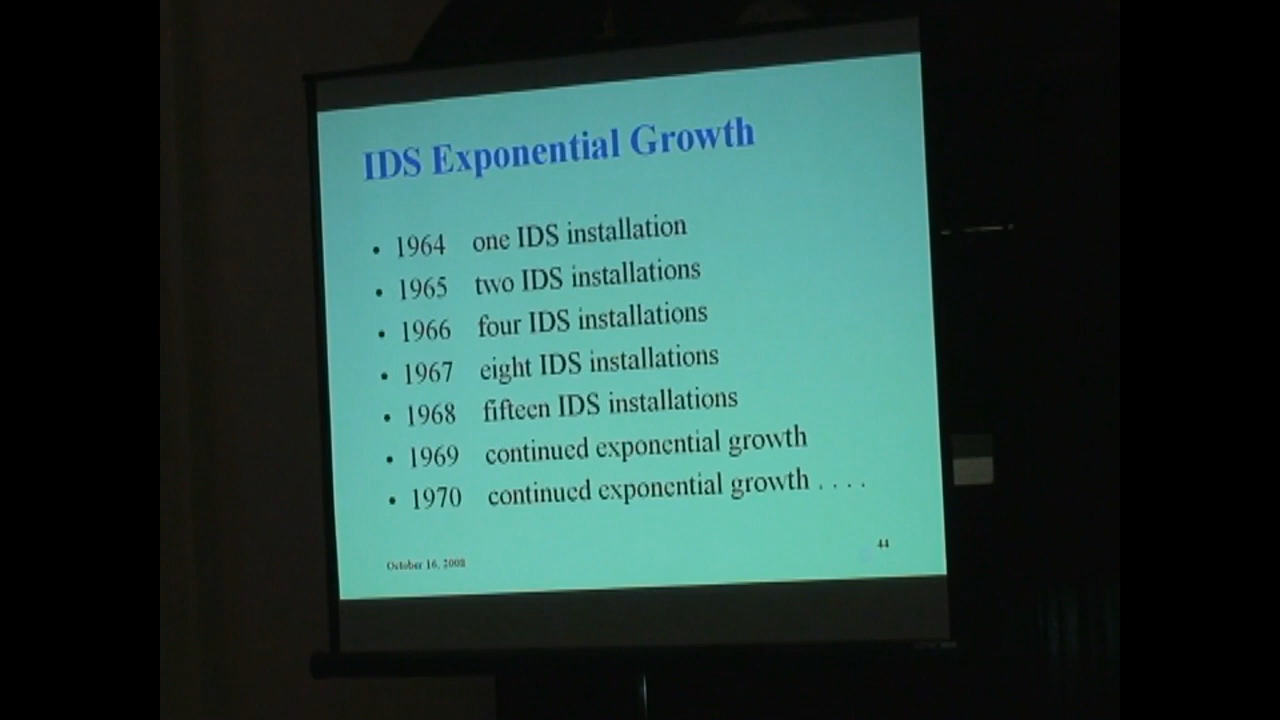 IDS Exponential Growth
• 1964 one IDS installation
• 1965 two IDS installations
• 1966 four IDS installations
• 1967 eight IDS installations
• 1968 fifteen IDS installations
• 1969 continued exponential growth
• 1970 continued exponential growth . . . .
October 16, 2008
44